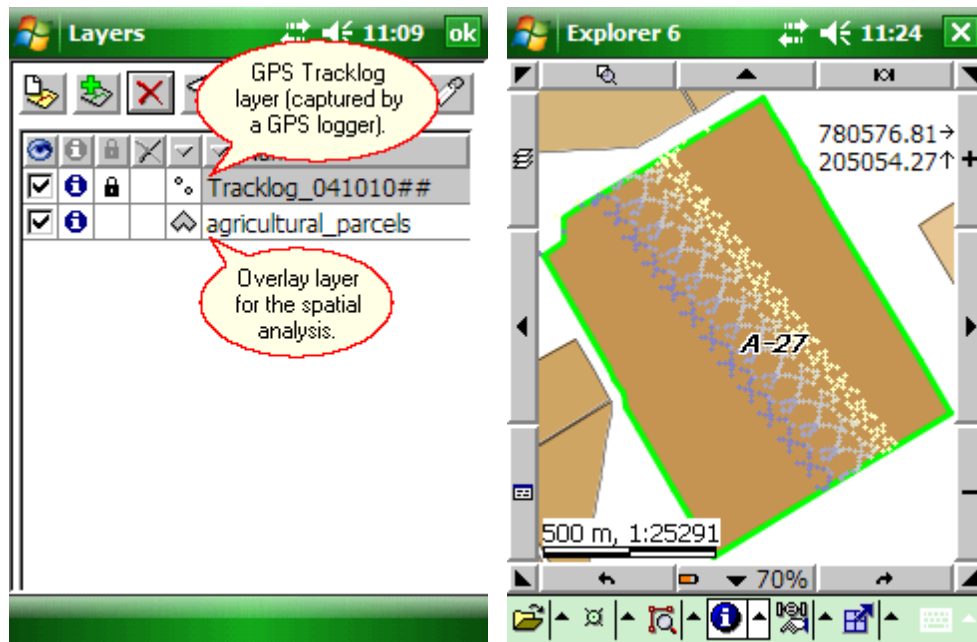 Layers 11:09 ok
GPS Tracklog
layer (captured by
a GPS logger).
Tracklog_041010##
agricultural_parcels
Overlay layer
for the spatial
analysis.
Explorer 6 11:24
780576.81→
205054.27↑
A-27
500 m, 1:25291
70%